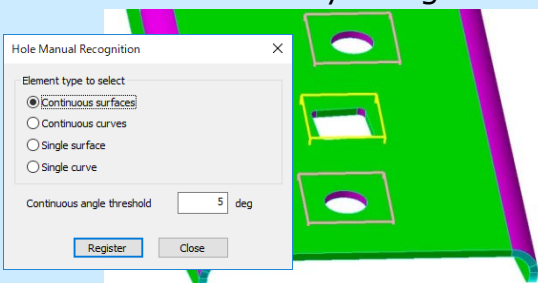 Hole Manual Recognition
Element type to select
Continuous surfaces
Continuous curves
Single surface
Single curve
Continuous angle threshold 5 deg
Register Close